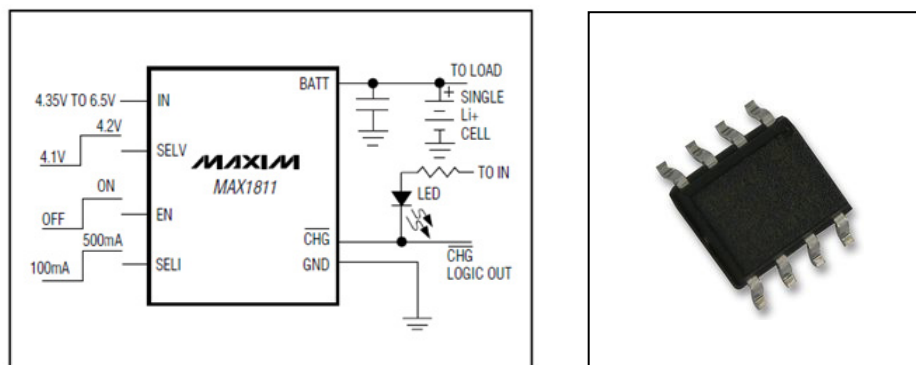 TO LOAD
BATT
4.35V TO 6.5V
IN
+
SINGLE
Li+
CELL
4.2V
4.1V
SELV
MAXIM
MAX1811
TO IN
LED
ON
OFF
EN
500mA
100mA
SELI
CHG
CHG
LOGIC OUT
GND